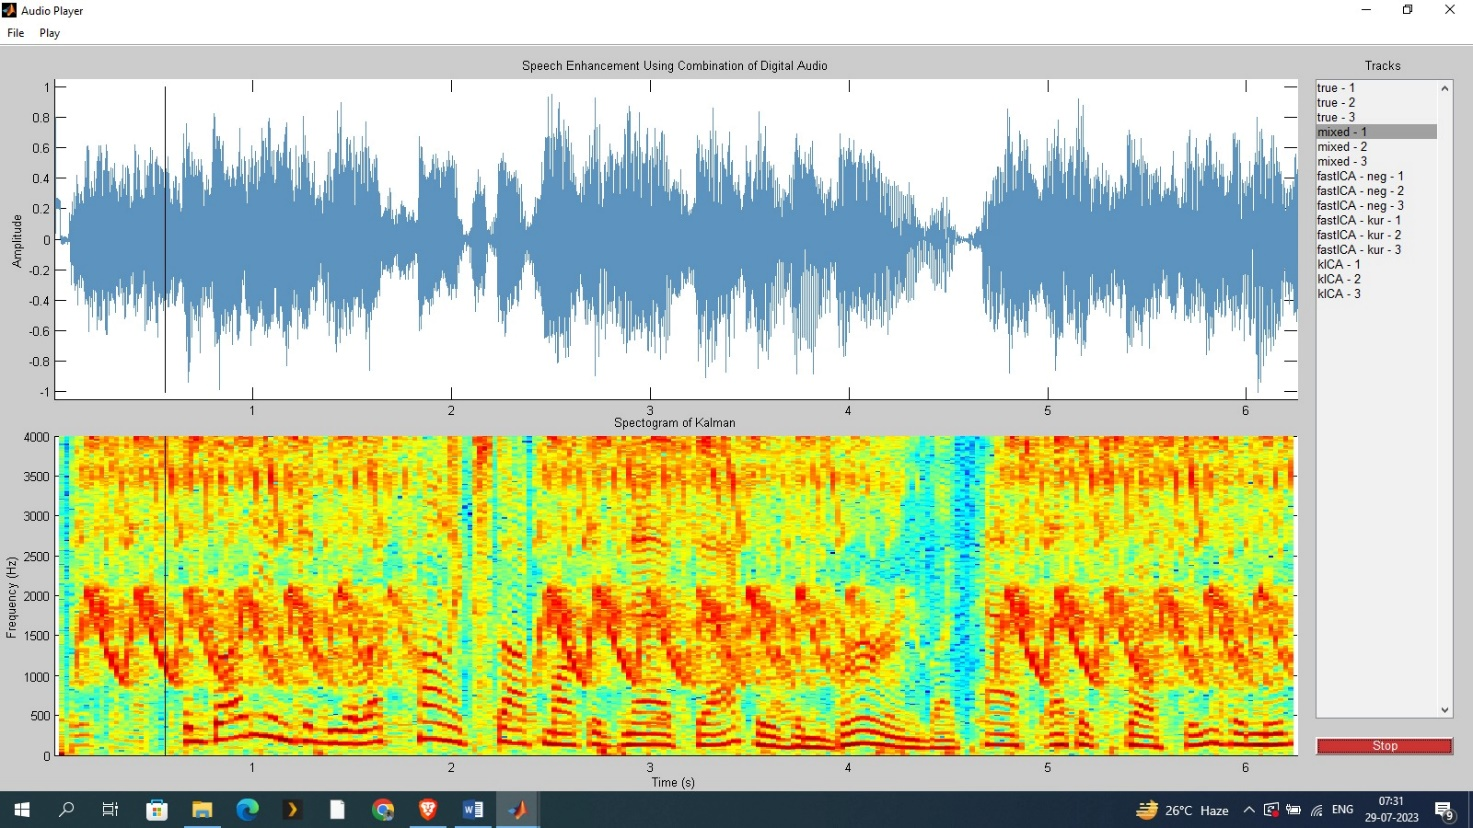 Audio Player
File Play
Speech Enhancement Using Combination of Digital Audio
Tracks
1
0.8
0.6
0.4
0.2
0
-0.2
-0.4
-0.6
-0.8
-1
Amplitude
1 2 3 4 5 6
Spectogram of Kalman
4000
3500
3000
2500
2000
1500
1000
500
0
Frequency (Hz)
1 2 3 4 5 6
Time (s)
true - 1
true - 2
true - 3
mixed - 1
mixed - 2
mixed - 3
fastICA - neg - 1
fastICA - neg - 2
fastICA - neg - 3
fastICA - kur - 1
fastICA - kur - 2
fastICA - kur - 3
kICA - 1
kICA - 2
kICA - 3
Stop
26°C Haze
ENG
07:31
29-07-2023
9